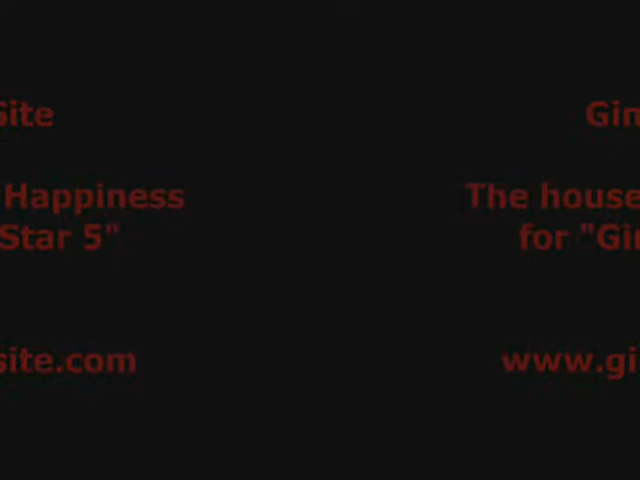 Site Gin
Happiness The house
Star 5" for "Gi
site.com www.gi